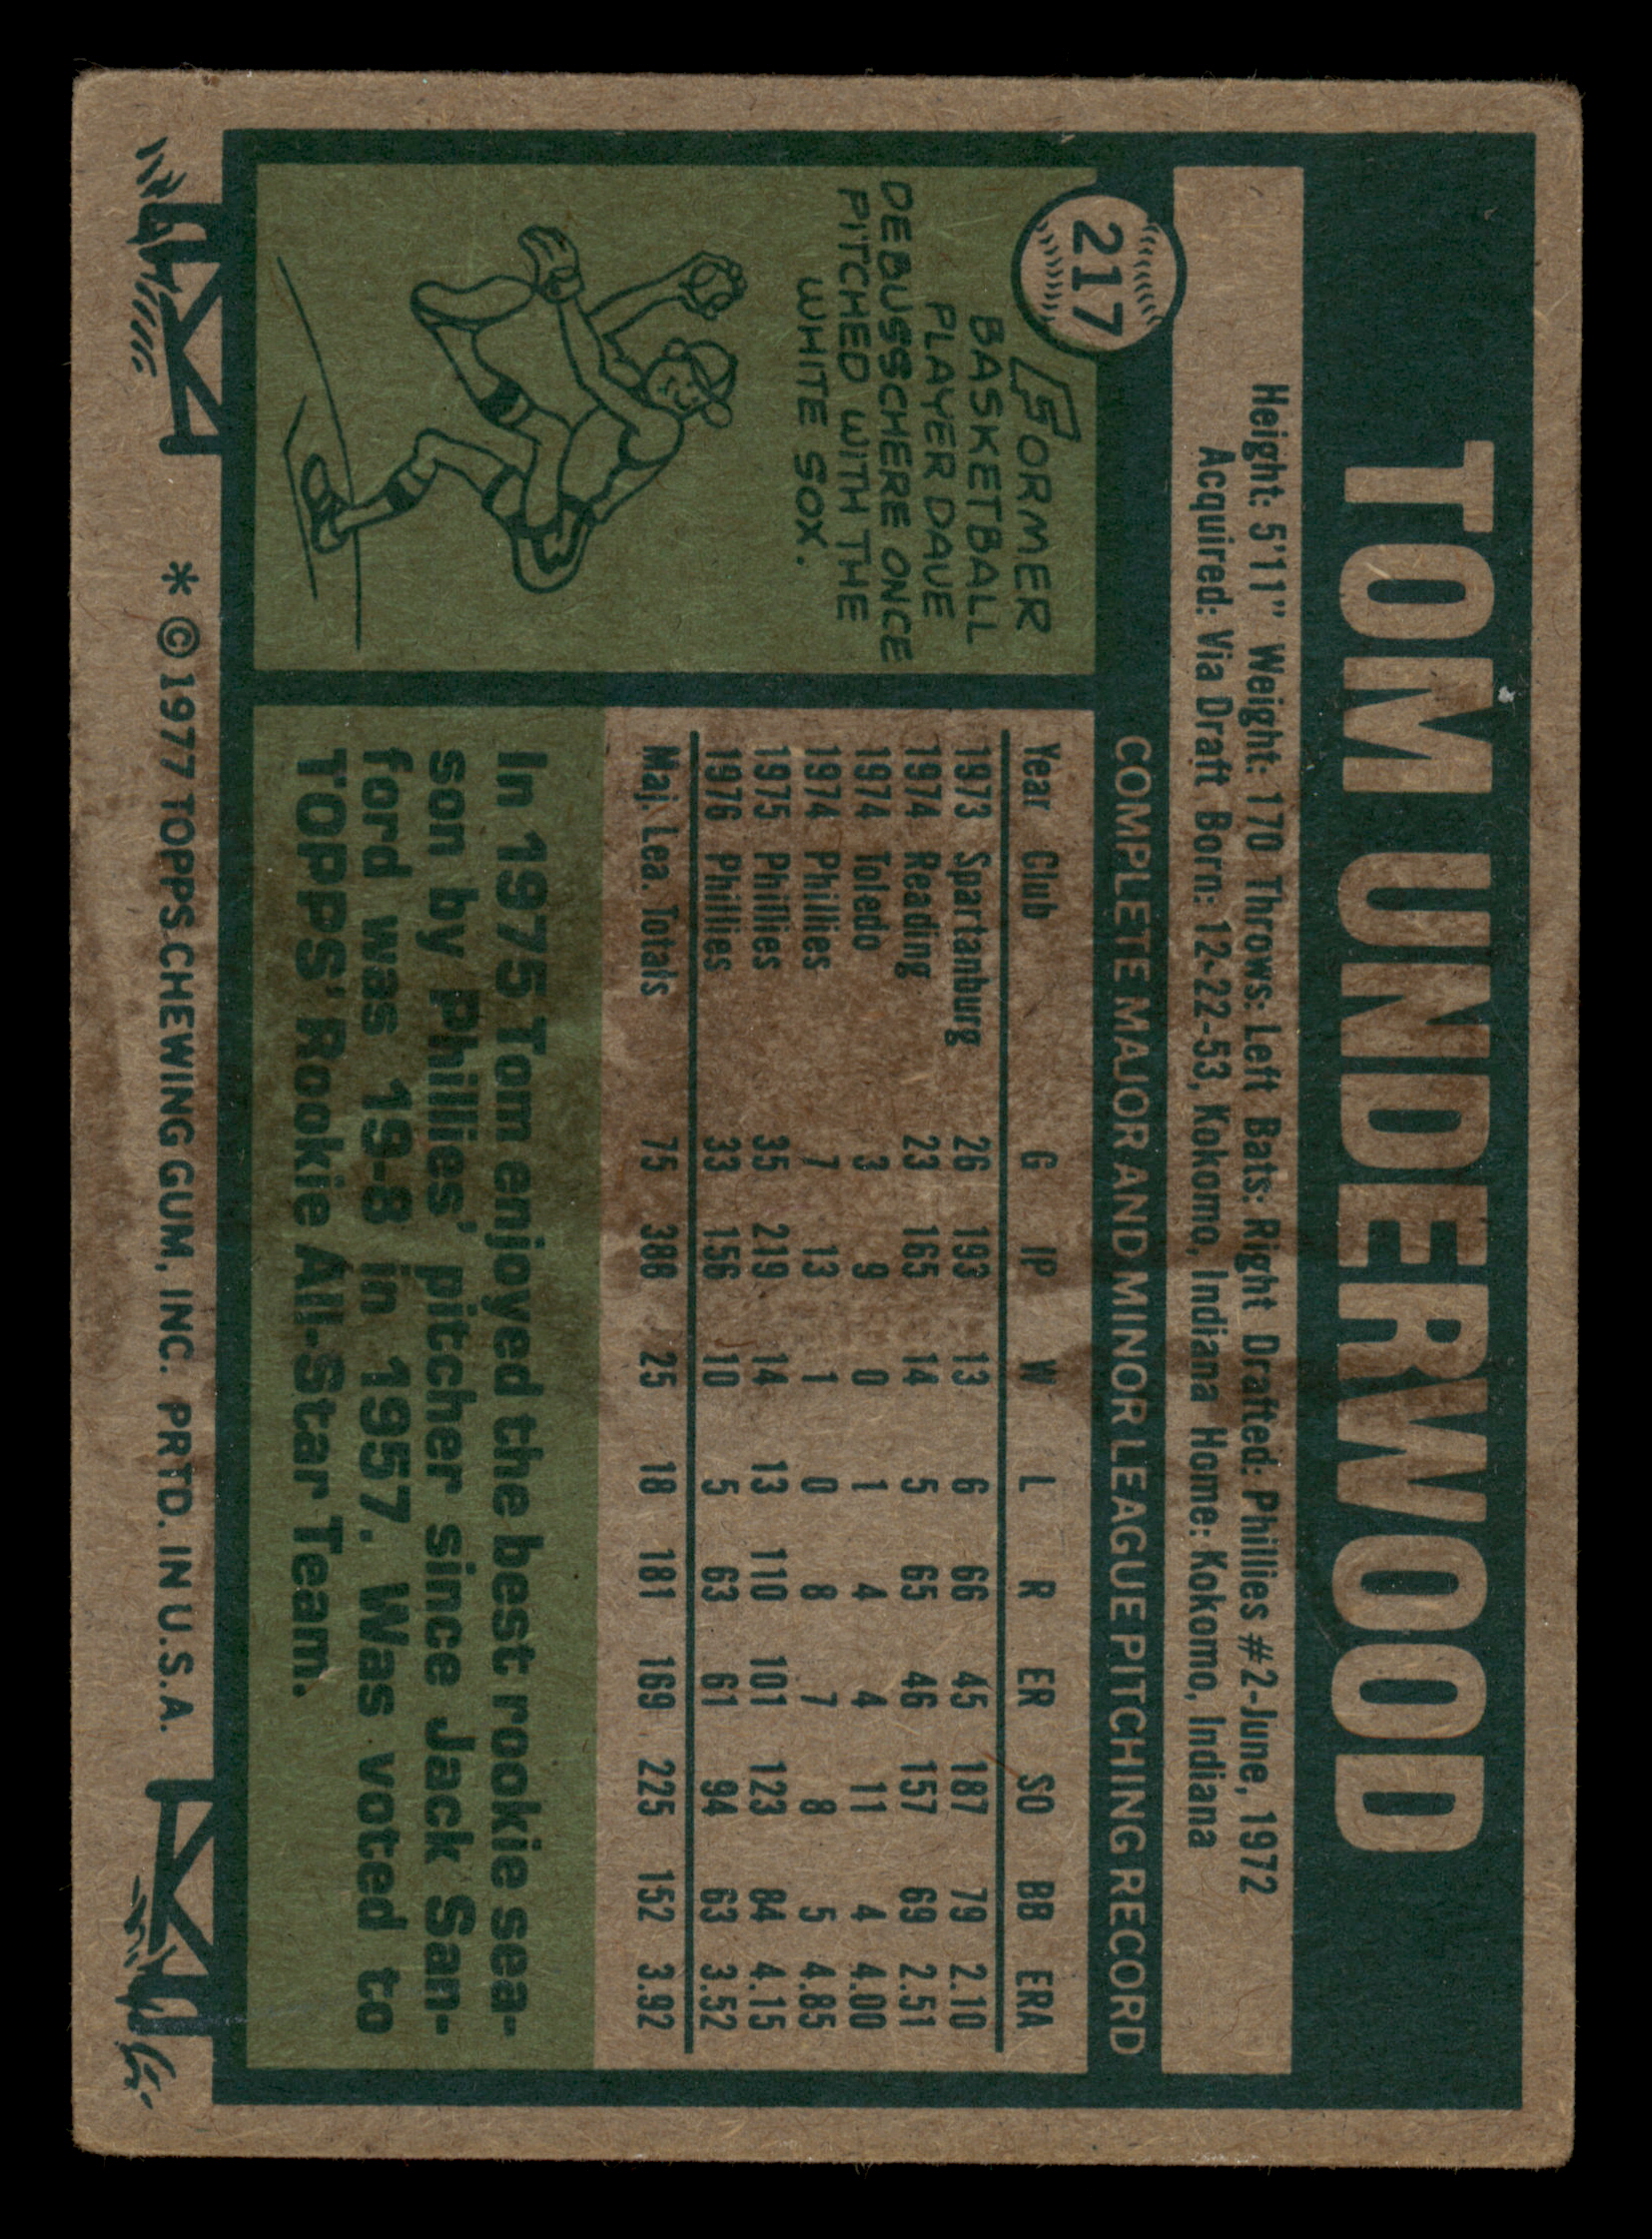 TOM UNDERWOOD
217
Height: 5'11" Weight: 170 Throws: Left Bats: Right Drafted: Phillies #2-June, 1972
Acquired: Via Draft Born: 12-22-53, Kokomo, Indiana Home: Kokomo, Indiana
FORMER
BASKETBALL
PLAYER DAVE
DEBUSSCHERE ONCE
PITCHED WITH THE
WHITE SOX.
COMPLETE MAJOR AND MINOR LEAGUE PITCHING RECORD
Year Club G IP W L R ER SO BB ERA
1973 Spartanburg 26 193 13 6 66 45 187 79 2.10
1974 Reading 23 165 14 5 65 46 157 69 2.51
1974 Toledo 3 9 0 1 4 4 11 4 4.00
1974 Phillies 7 13 1 0 8 7 8 5 4.85
1975 Phillies 35 219 14 13 110 101 123 84 4.15
1976 Phillies 33 156 10 5 63 61 94 63 3.52
Maj. Lea. Totals 75 388 25 18 181 169 225 152 3.92
In 1975 Tom enjoyed the best rookie sea-
son by Phillies' pitcher since Jack San-
ford was 19-8 in 1957. Was voted to
TOPPS' Rookie All-Star Team.
* © 1977 TOPPS CHEWING GUM, INC. PRTD. IN U.S.A.